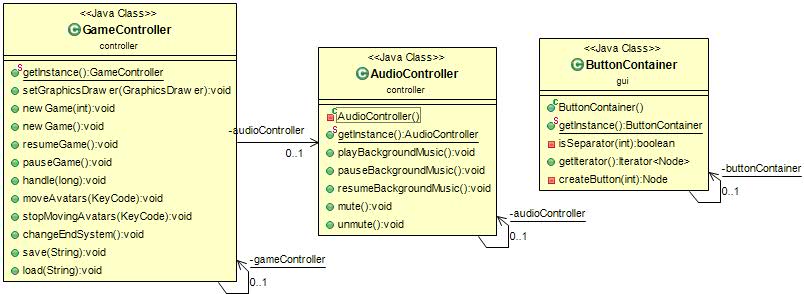 <<Java Class>>
GameController
controller
getInstance():GameController
setGraphicsDrawer(GraphicsDrawer):void
newGame(int):void
newGame():void
resumeGame():void
pauseGame():void
handle(long):void
moveAvatars(KeyCode):void
stopMovingAvatars(KeyCode):void
changeEndSystem():void
save(String):void
load(String):void
-gameController
0..1
-audioController
0..1
<<Java Class>>
AudioController
controller
AudioController()
getInstance():AudioController
playBackgroundMusic():void
pauseBackgroundMusic():void
resumeBackgroundMusic():void
mute():void
unmute():void
-audioController
0..1
<<Java Class>>
ButtonContainer
gui
ButtonContainer()
getInstance():ButtonContainer
isSeparator(int):boolean
getIterator():Iterator<Node>
createButton(int):Node
-buttonContainer
0..1